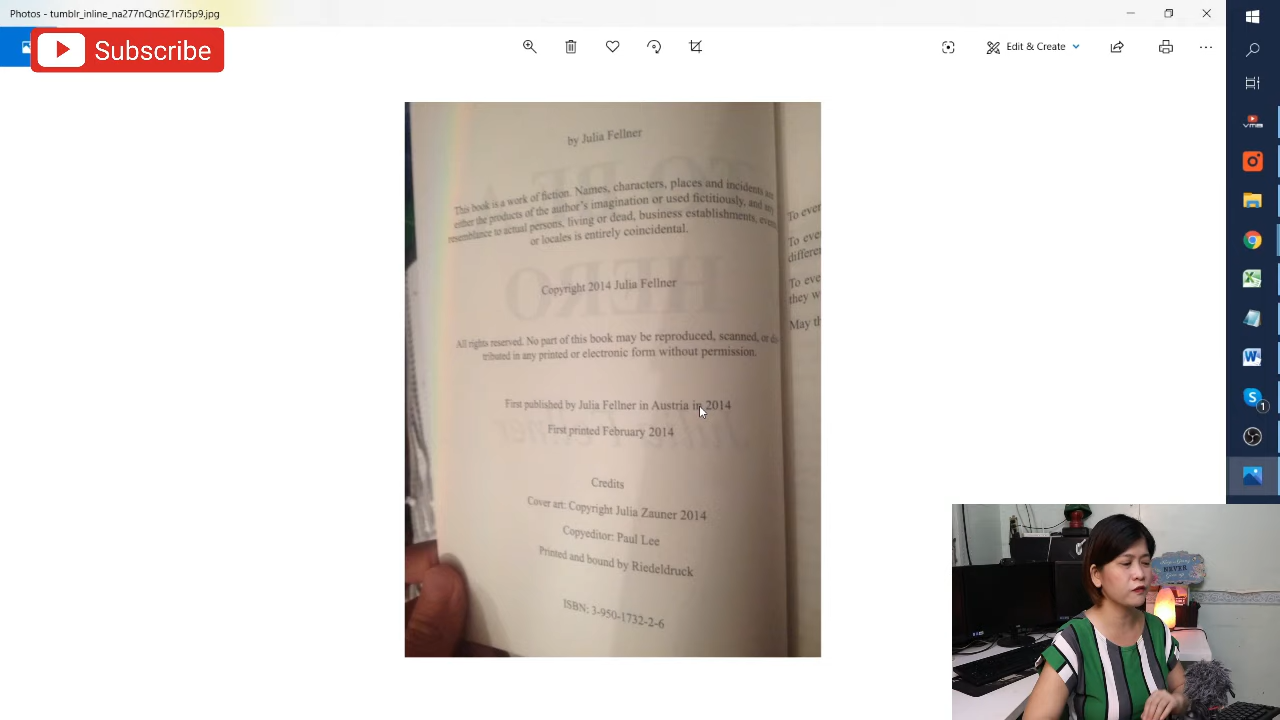 Photos - tumblr_inline_na277nQnGZ1r7i5p9.jpg
Subscribe
Edit & Create
by Julia Fellner
This book is a work of fiction. Names, characters, places and incidents are
either the products of the author's imagination or used fictitiously, and any
resemblance to actual persons, living or dead, business establishments, events
or locales is entirely coincidental.
Copyright 2014 Julia Fellner
All rights reserved. No part of this book may be reproduced, scanned, or dis-
tributed in any printed or electronic form without permission.
First published by Julia Fellner in Austria in 2014
First printed February 2014
Credits
Cover art: Copyright Julia Zauner 2014
Copyeditor: Paul Lee
Printed and bound by Riedeldruck
ISBN: 3-950-1732-2-6
To ever
To eve
differe
To eve
they w
May th
1
NEVER